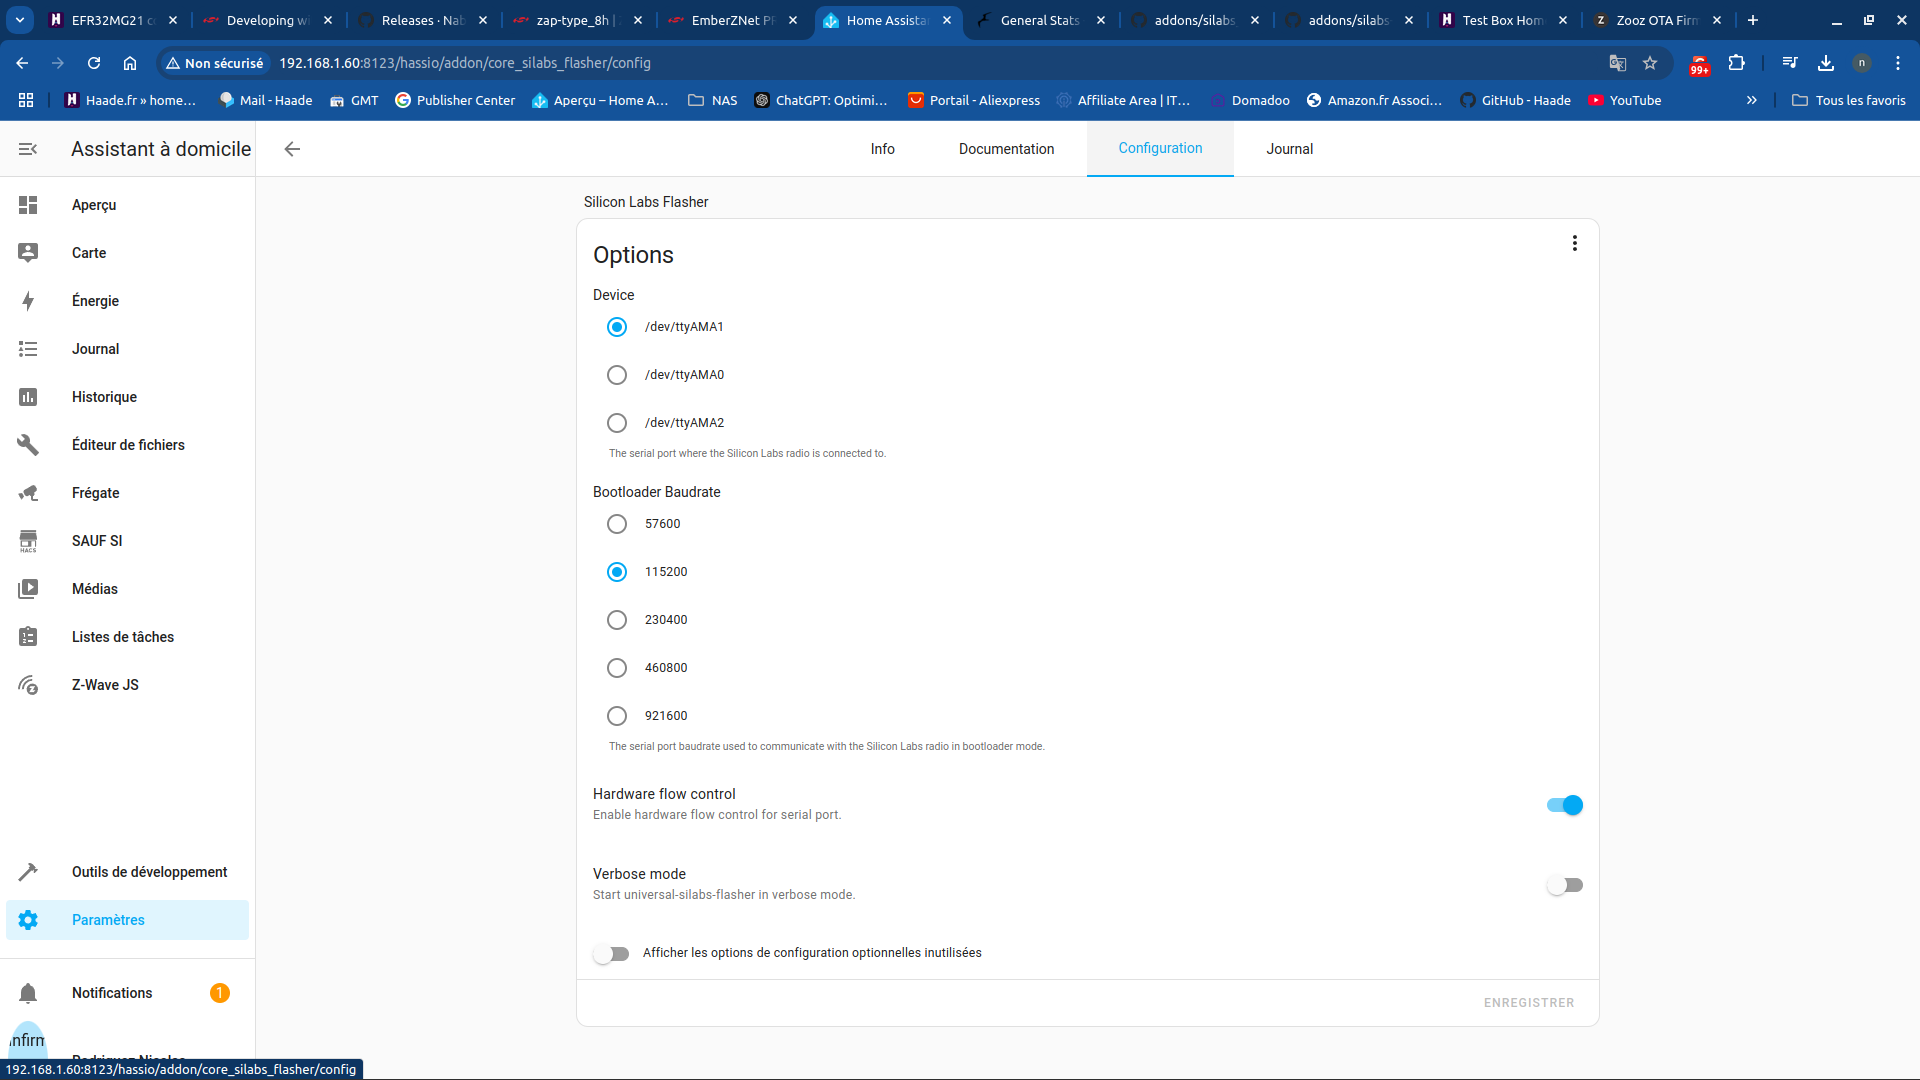 EFR32MG21 c
Developing wi
Releases · Nab
zap-type_8h |
EmberZNet PR
Home Assista
General Stats
addons/silabs
addons/silabs
Test Box Hom
Zooz OTA Firm
Non sécurisé
192.168.1.60:8123/hassio/addon/core_silabs_flasher/config
99+
n
Haade.fr » home...
Mail - Haade
GMT
Publisher Center
Aperçu – Home A...
NAS
ChatGPT: Optimi...
Portail - Aliexpress
Affiliate Area | IT...
Domadoo
Amazon.fr Associ...
GitHub - Haade
YouTube
Tous les favoris
Assistant à domicile
Info
Documentation
Configuration
Journal
Aperçu
Carte
Énergie
Journal
Historique
Éditeur de fichiers
Frégate
HACS
SAUF SI
Médias
Listes de tâches
Z-Wave JS
Outils de développement
Paramètres
Notifications
1
nfirm
Rodriguez Nicolas
192.168.1.60:8123/hassio/addon/core_silabs_flasher/config
Silicon Labs Flasher
Options
Device
/dev/ttyAMA1
/dev/ttyAMA0
/dev/ttyAMA2
The serial port where the Silicon Labs radio is connected to.
Bootloader Baudrate
57600
115200
230400
460800
921600
The serial port baudrate used to communicate with the Silicon Labs radio in bootloader mode.
Hardware flow control
Enable hardware flow control for serial port.
Verbose mode
Start universal-silabs-flasher in verbose mode.
Afficher les options de configuration optionnelles inutilisées
ENREGISTRER